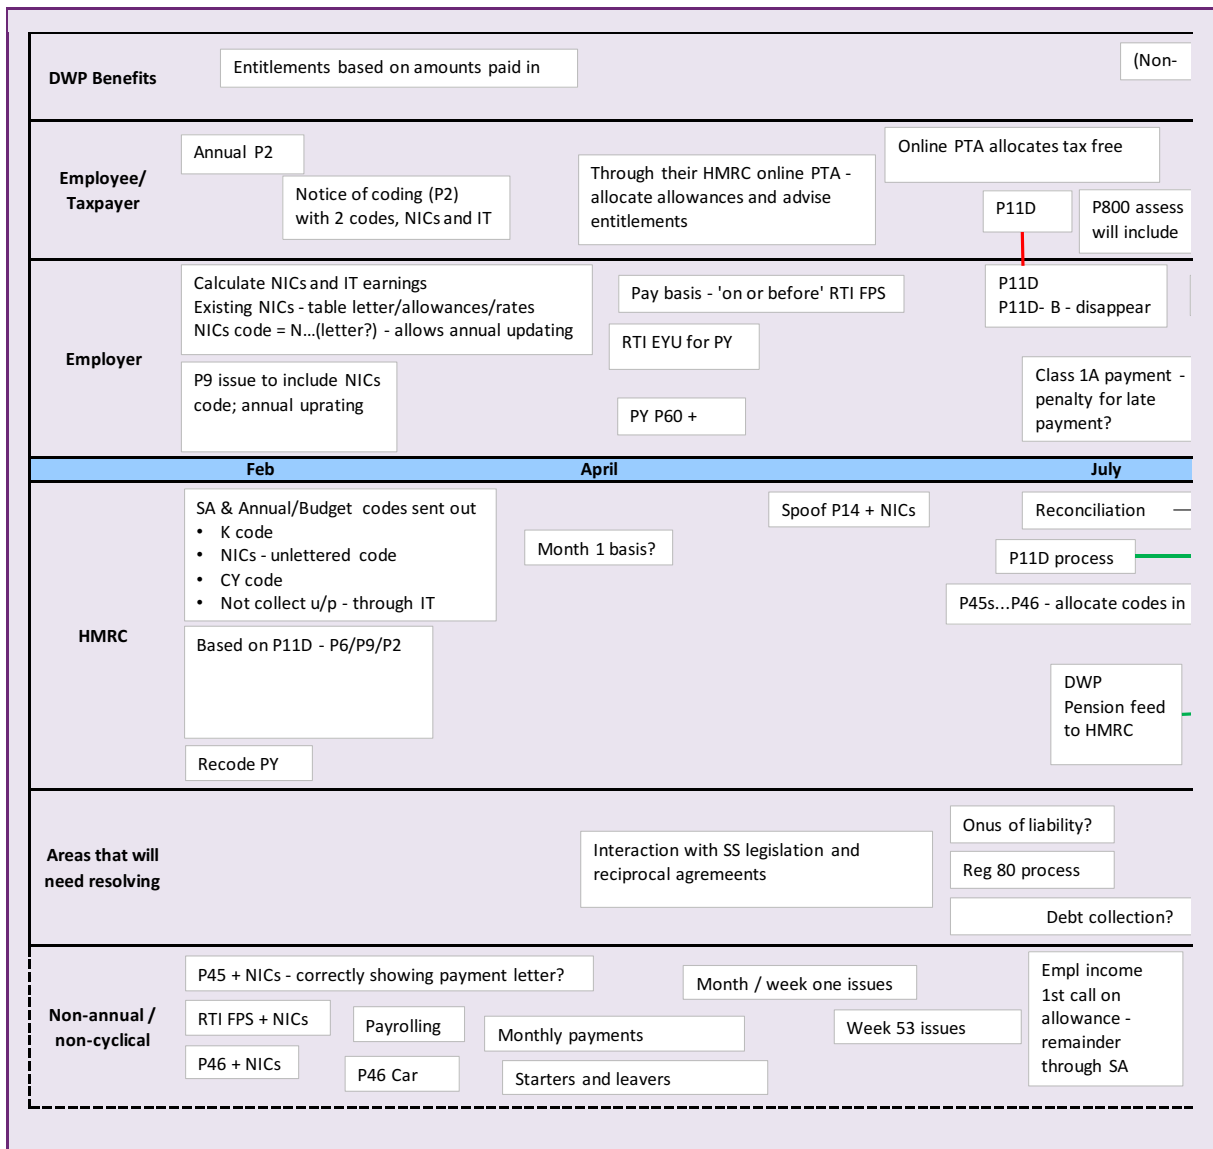 DWP Benefits
Entitlements based on amounts paid in
(Non-
Employee/
Taxpayer
Annual P2
Notice of coding (P2)
with 2 codes, NICs and IT
Through their HMRC online PTA -
allocate allowances and advise
entitlements
Online PTA allocates tax free
P11D
P800 assess
will include
Employer
Calculate NICs and IT earnings
Existing NICs - table letter/allowances/rates
NICs code = N...(letter?) - allows annual updating
P9 issue to include NICs
code; annual uprating
Pay basis - 'on or before' RTI FPS
RTI EYU for PY
PY P60 +
P11D
P11D- B - disappear
Class 1A payment -
penalty for late
payment?
Feb
April
July
HMRC
SA & Annual/Budget codes sent out
• K code
• NICs - unlettered code
• CY code
• Not collect u/p - through IT
Based on P11D - P6/P9/P2
Recode PY
Month 1 basis?
Spoof P14 + NICs
Reconciliation
P11D process
P45s...P46 - allocate codes in
DWP
Pension feed
to HMRC
Areas that will
need resolving
Interaction with SS legislation and
reciprocal agreements
Onus of liability?
Reg 80 process
Debt collection?
Non-annual /
non-cyclical
P45 + NICs - correctly showing payment letter?
RTI FPS + NICs
Payrolling
P46 + NICs
P46 Car
Monthly payments
Starters and leavers
Month / week one issues
Week 53 issues
Empl income
1st call on
allowance -
remainder
through SA